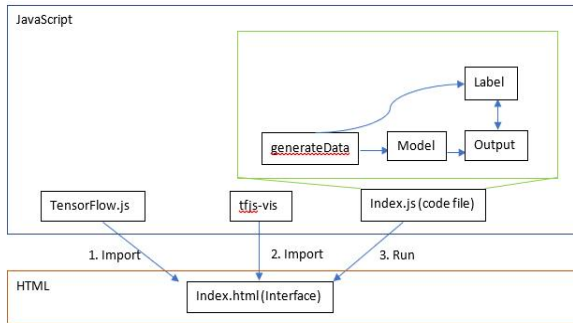 JavaScript
Label
generateData
Model
Output
TensorFlow.js
tfjs-vis
Index.js (code file)
1. Import
2. Import
3. Run
HTML
Index.html (Interface)